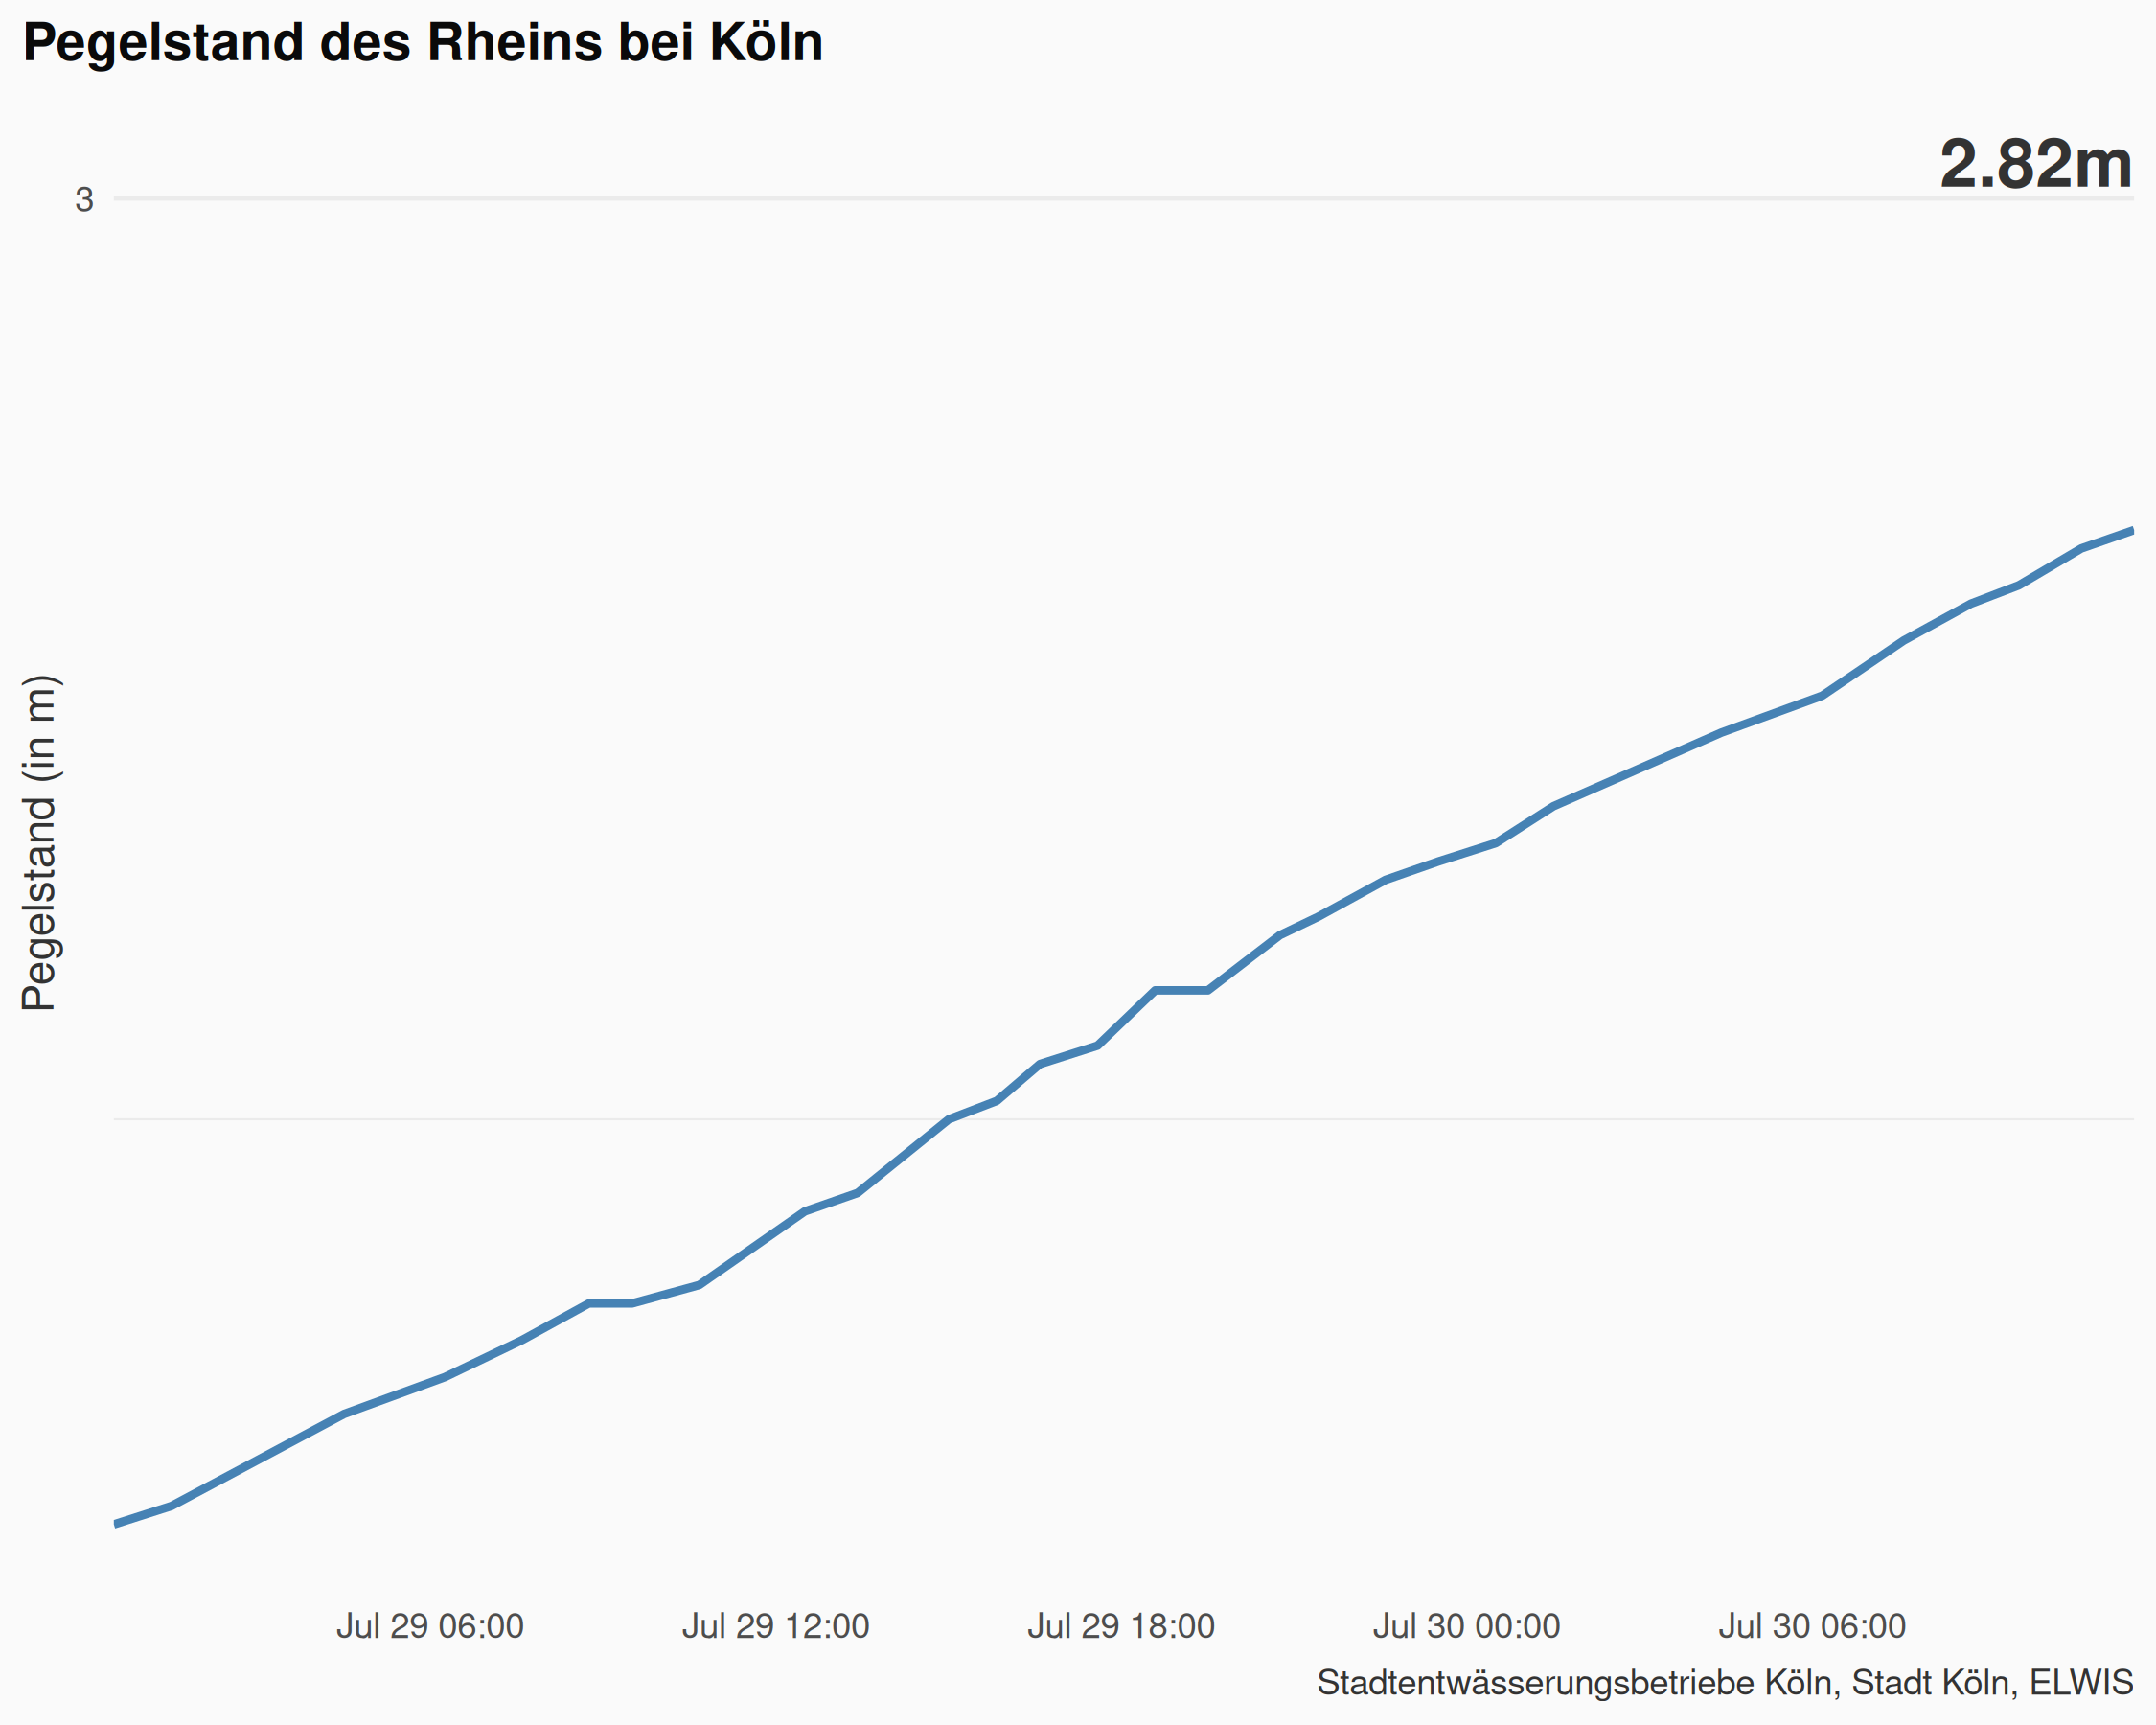 Pegelstand des Rheins bei Köln
2.82m
3
Pegelstand (in m)
Jul 29 06:00
Jul 29 12:00
Jul 29 18:00
Jul 30 00:00
Jul 30 06:00
Stadtentwässerungsbetriebe Köln, Stadt Köln, ELWIS